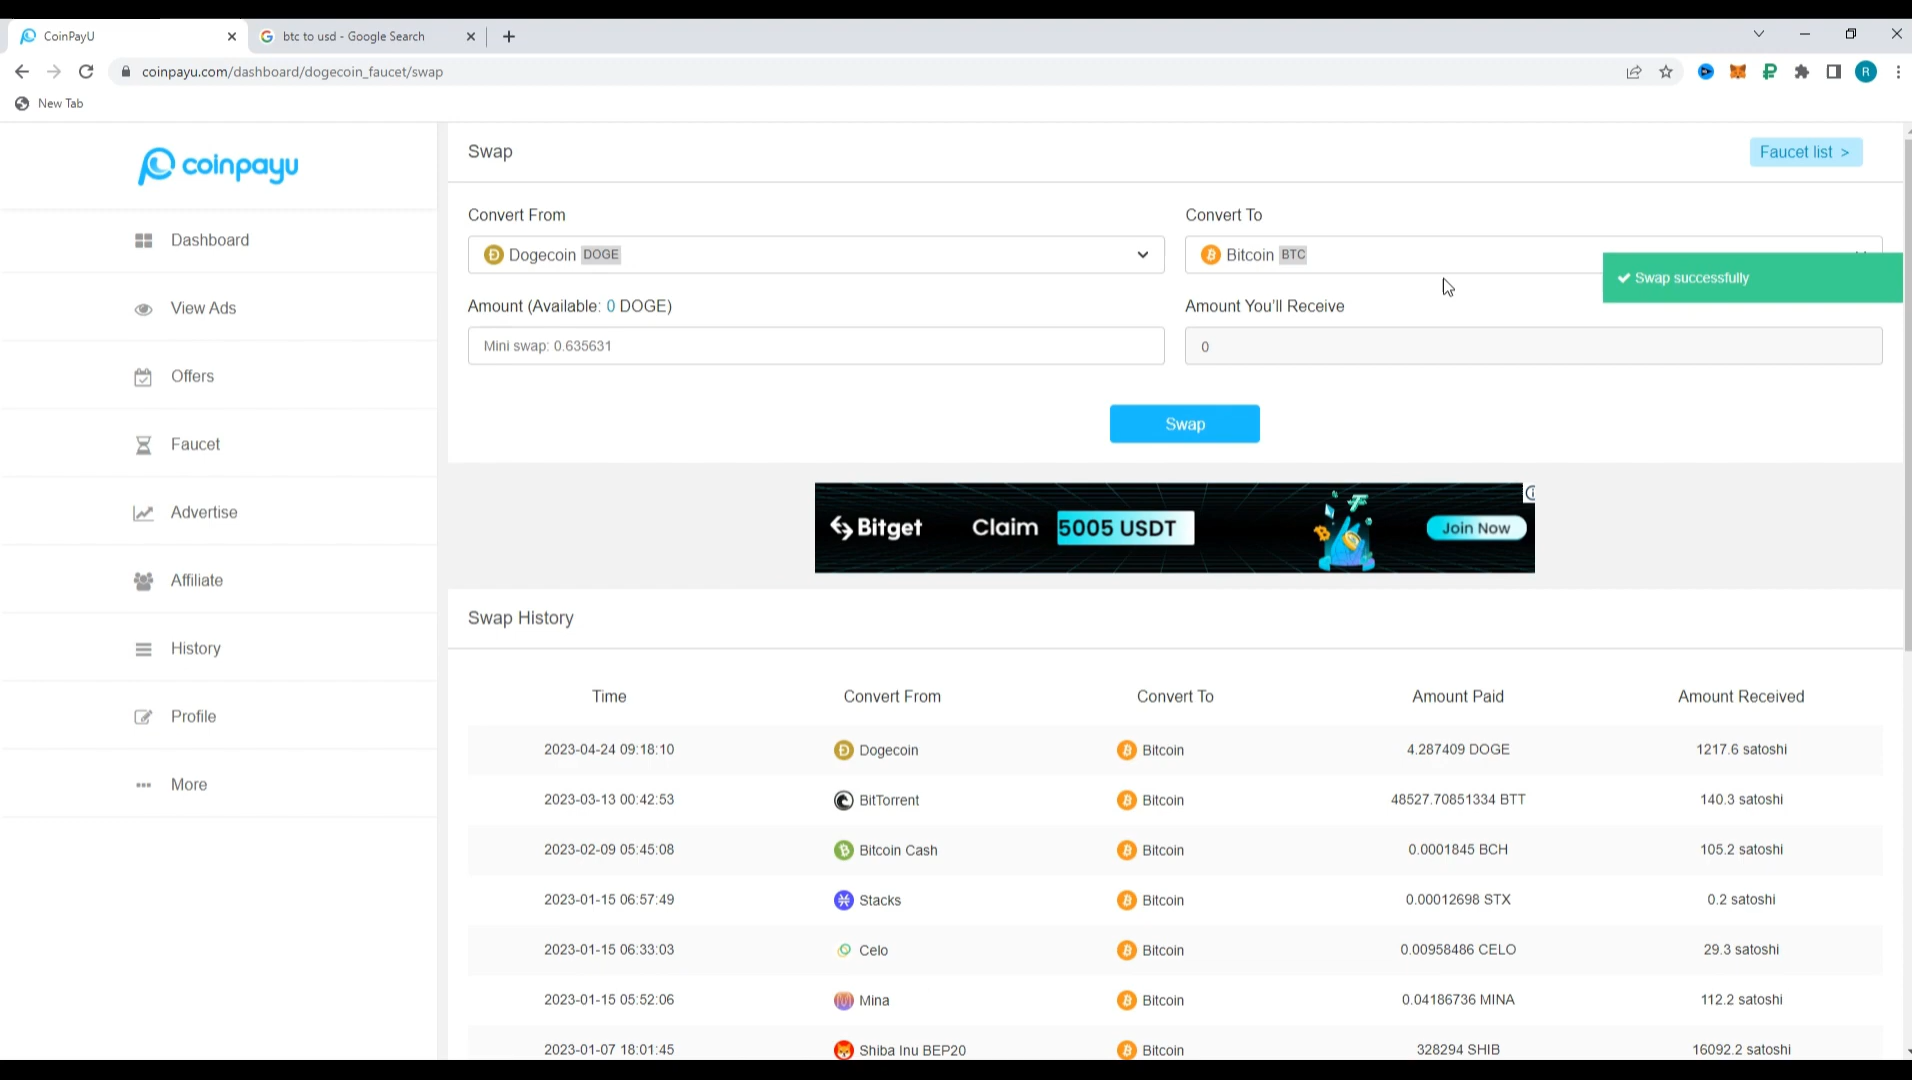 CoinPayU
btc to usd - Google Search
coinpayu.com/dashboard/dogecoin_faucet/swap
R
New Tab
coinpayu
Dashboard
View Ads
Offers
Faucet
Advertise
Affiliate
History
Profile
More
Swap
Faucet list >
Convert From
Convert To
Dogecoin DOGE
Bitcoin BTC
Swap successfully
Amount (Available: 0 DOGE)
Amount You'll Receive
Mini swap: 0.635631
0
Swap
Bitget Claim 5005 USDT Join Now
Swap History
Time Convert From Convert To Amount Paid Amount Received
2023-04-24 09:18:10 Dogecoin Bitcoin 4.287409 DOGE 1217.6 satoshi
2023-03-13 00:42:53 BitTorrent Bitcoin 48527.70851334 BTT 140.3 satoshi
2023-02-09 05:45:08 Bitcoin Cash Bitcoin 0.0001845 BCH 105.2 satoshi
2023-01-15 06:57:49 Stacks Bitcoin 0.00012698 STX 0.2 satoshi
2023-01-15 06:33:03 Celo Bitcoin 0.00958486 CELO 29.3 satoshi
2023-01-15 05:52:06 Mina Bitcoin 0.04186736 MINA 112.2 satoshi
2023-01-07 18:01:45 Shiba Inu BEP20 Bitcoin 328294 SHIB 16092.2 satoshi